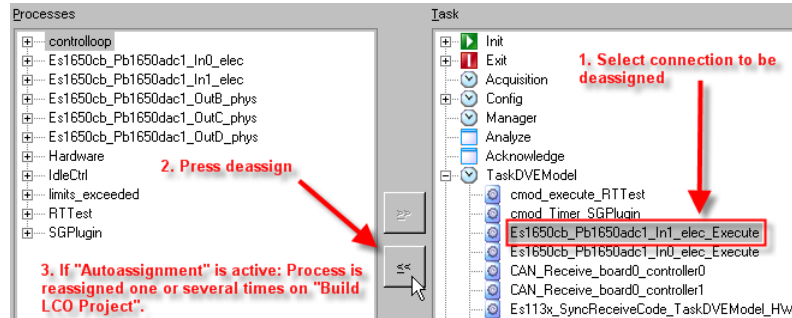 Processes
controlloop
Es1650cb_Pb1650adc1_In0_elec
Es1650cb_Pb1650adc1_In1_elec
Es1650cb_Pb1650dac1_OutB_phys
Es1650cb_Pb1650dac1_OutC_phys
Es1650cb_Pb1650dac1_OutD_phys
Hardware
IdleCtrl
limits_exceeded
RTTest
SGPlugin
2. Press deassign
3. If "Autoassignment" is active: Process is
reassigned one or several times on "Build
LCO Project".
>>
<<
Task
Init
Exit
Acquisition
Config
Manager
Analyze
Acknowledge
TaskDVEModel
cmod_execute_RTTest
cmod_Timer_SGPlugin
Es1650cb_Pb1650adc1_In1_elec_Execute
Es1650cb_Pb1650adc1_In0_elec_Execute
CAN_Receive_board0_controller0
CAN_Receive_board0_controller1
Es113x_SyncReceiveCode_TaskDVEModel_HW
1. Select connection to be
deassigned